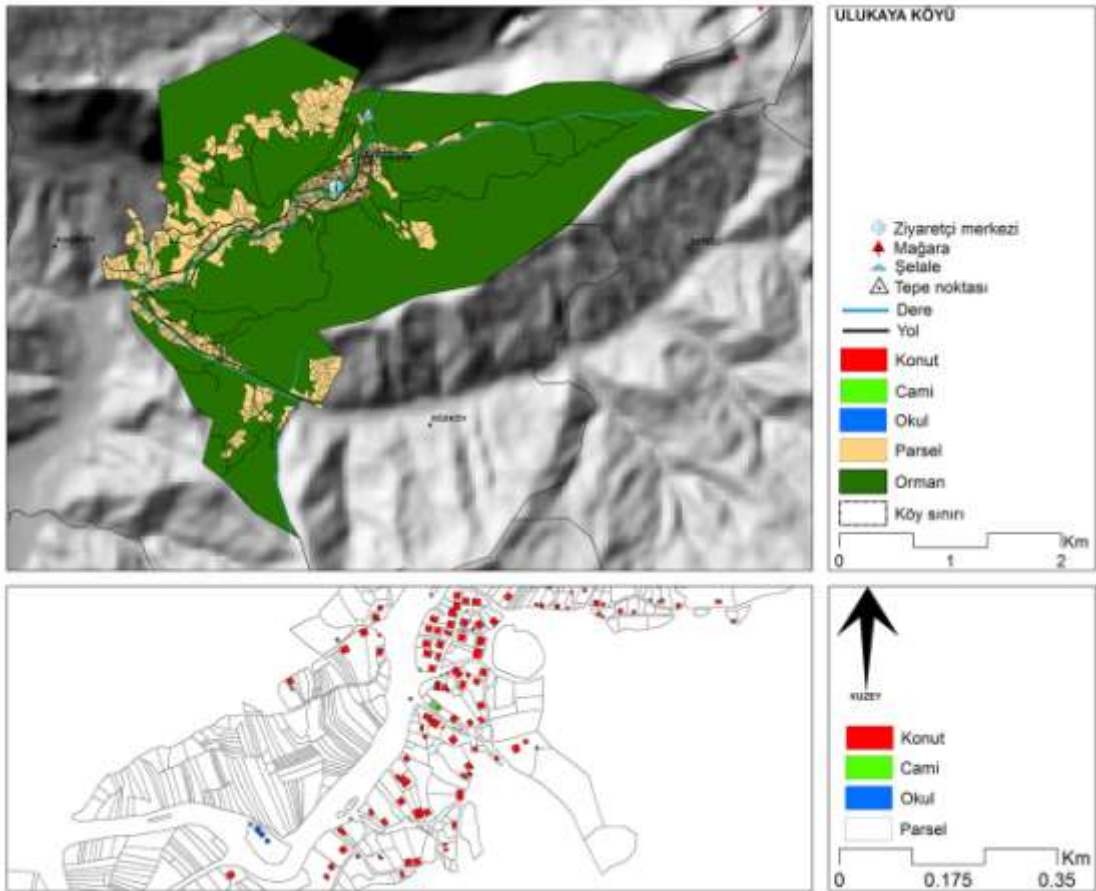 ULUKAYA KÖYÜ
Ziyaretçi merkezi
Mağara
Şelale
Tepe noktası
Dere
Yol
Konut
Cami
Okul
Parsel
Orman
Köy sınırı
Km
0 1 2
KUZEY
Konut
Cami
Okul
Parsel
Km
0 0.175 0.35